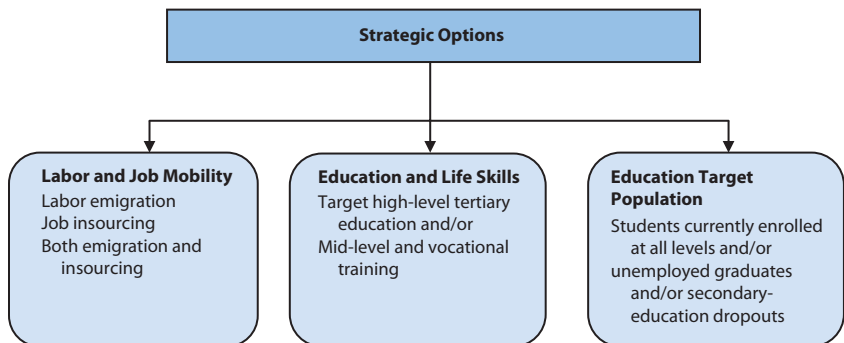 Strategic Options
Labor and Job Mobility
Labor emigration
Job insourcing
Both emigration and
insourcing
Education and Life Skills
Target high-level tertiary
education and/or
Mid-level and vocational
training
Education Target
Population
Students currently enrolled
at all levels and/or
unemployed graduates
and/or secondary-
education dropouts